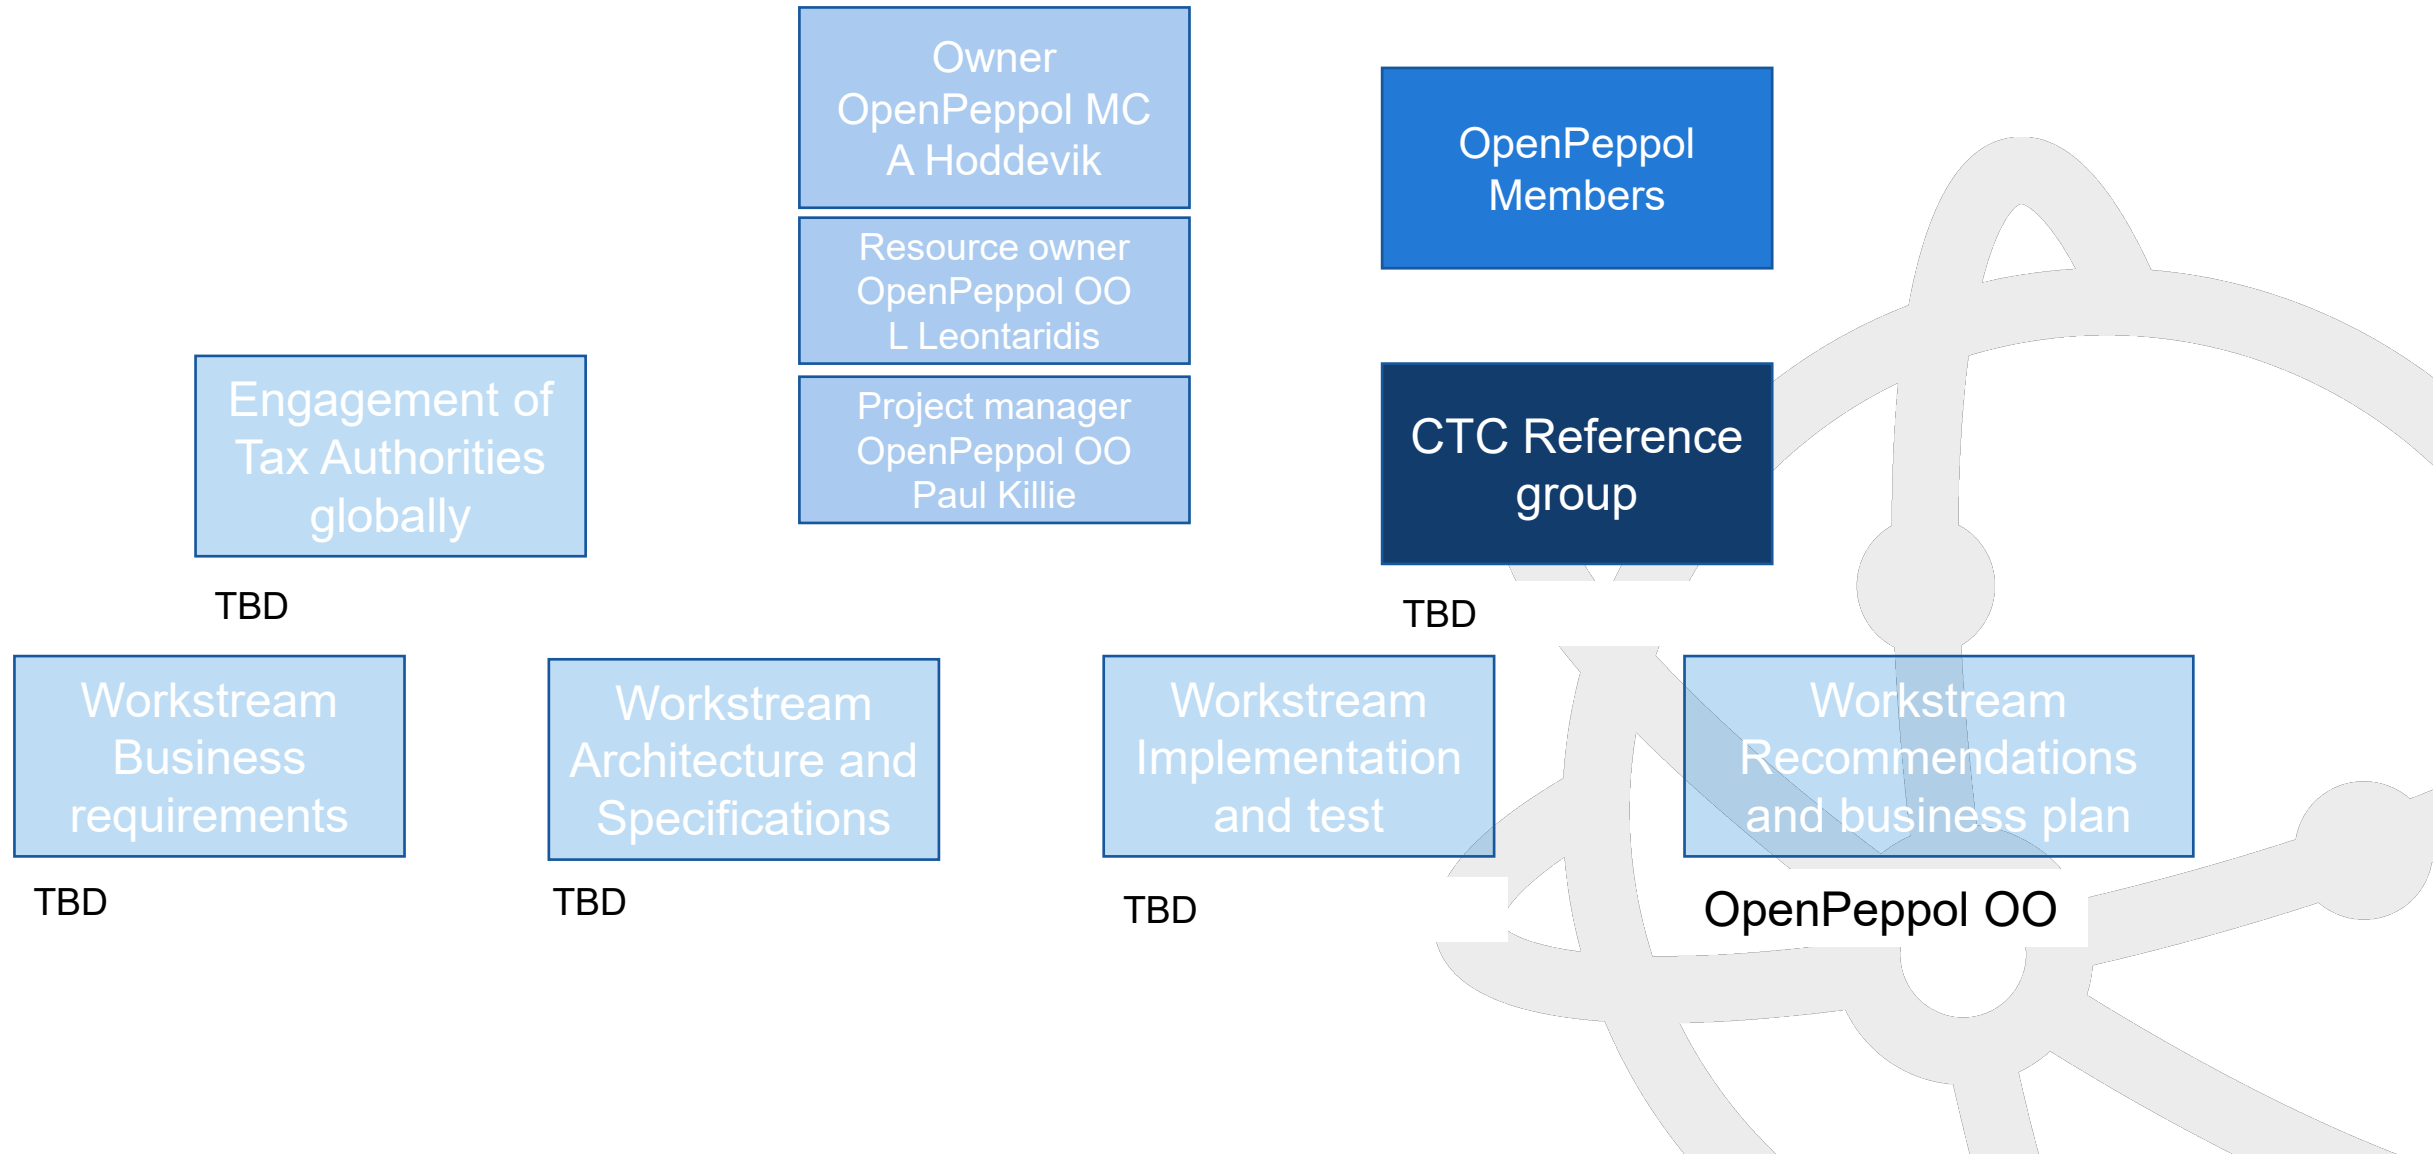 Owner
OpenPeppol MC
A Hoddevik
OpenPeppol
Members
Resource owner
OpenPeppol OO
L Leontaridis
Engagement of
Tax Authorities
globally
TBD
Project manager
OpenPeppol OO
Paul Killie
CTC Reference
group
TBD
Workstream
Business
requirements
TBD
Workstream
Architecture and
Specifications
TBD
Workstream
Implementation
and test
TBD
Workstream
Recommendations
and business plan
OpenPeppol OO